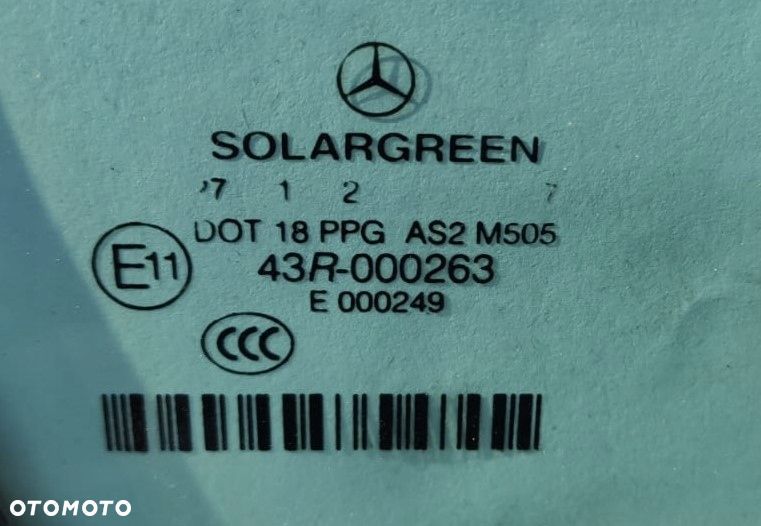 SOLARGREEN
7 1 2 7
DOT 18 PPG AS2 M505
E11
43R-000263
E 000249
CCC
OTOMOTO